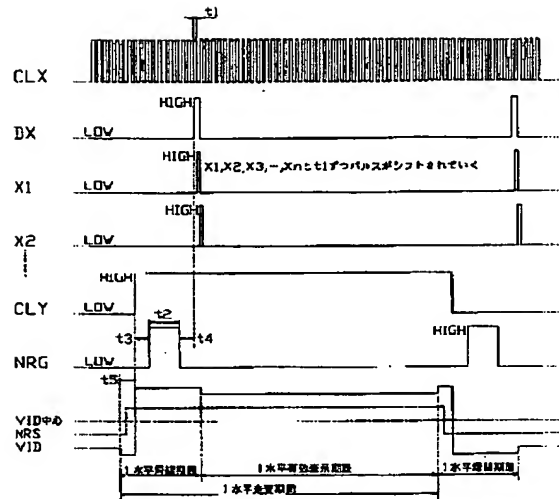 t1
CLX
HIGH
DX
LOW
HIGH
X1,X2,X3,-,Xnとt1ずつパルスがシフトされていく
X1
LOW
HIGH
X2
LOW
HIGH
CLY
LOW
t2
t3
t4
HIGH
NRG
LOW
t5
VID中心
NRS
VID
1水平帰線期間
1水平有効表示期間
1水平帰線期間
1水平走査期間